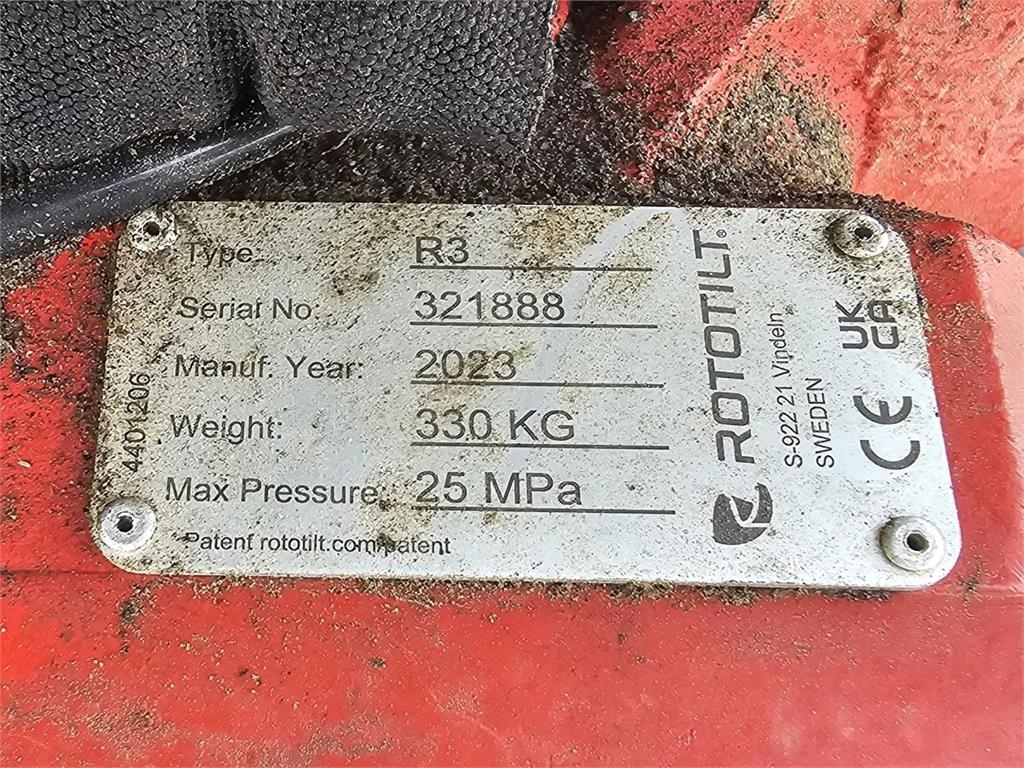 Type: R3
Serial No: 321888
Manuf. Year: 2023
Weight: 330 KG
Max Pressure: 25 MPa
Patent rototilt.com/patent
4401206
ROTOTILT®
S-922 21 Vindeln
SWEDEN
UK
CA
CE